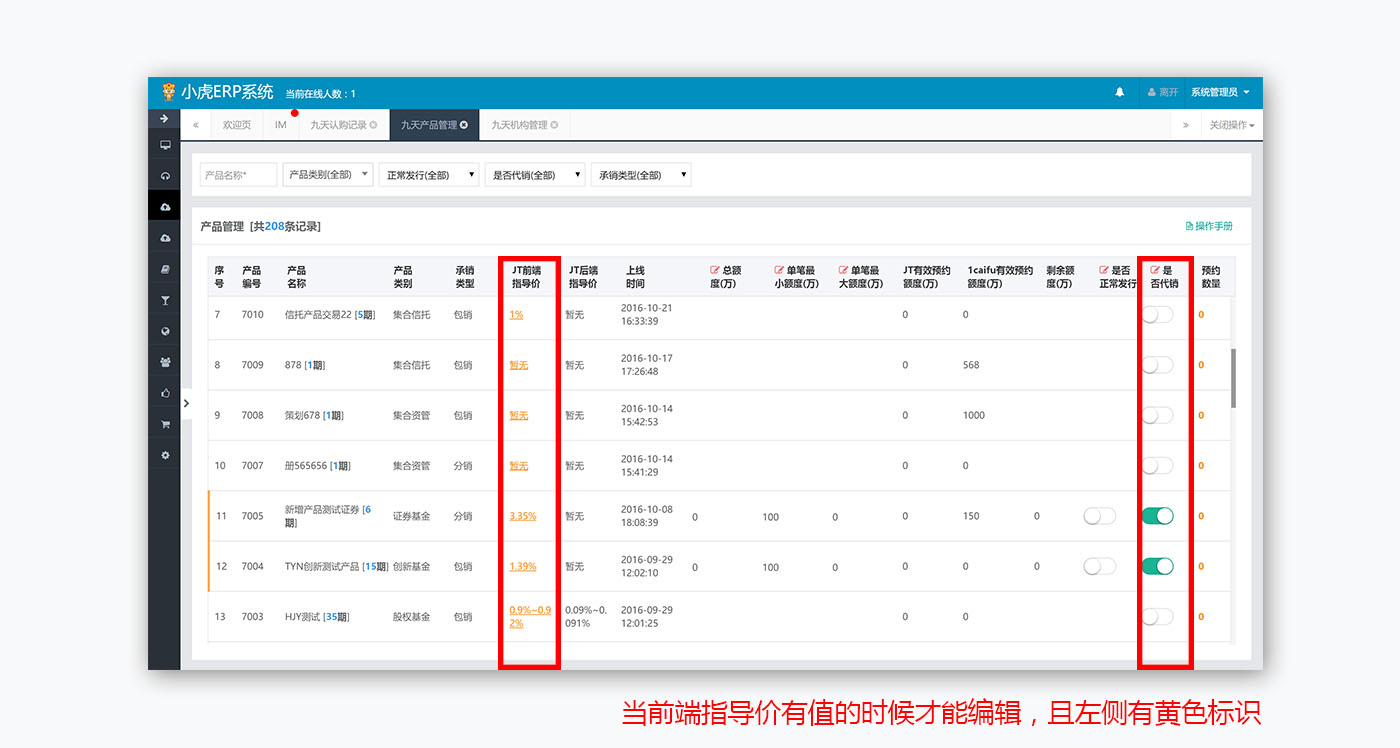 小虎ERP系统 当前在线人数：1 离开 系统管理员
« 欢迎页 IM 九天认购记录 九天产品管理 九天机构管理 » 关闭操作
产品名称* 产品类别(全部) 正常发行(全部) 是否代销(全部) 承销类型(全部)
产品管理 [共208条记录] 操作手册
序 产品 产品 产品 承销 JT前端 JT后端 上线 总额 单笔最 单笔最 JT有效预约 1caifu有效预约 剩余额 是否 是 预约
号 编号 名称 类别 类型 指导价 指导价 时间 度(万) 小额度(万) 大额度(万) 额度(万) 额度(万) 度(万) 正常发行 否代销 数量
7 7010 信托产品交易22 [5期] 集合信托 包销 1% 暂无 2016-10-21 0 0 0
16:33:39
8 7009 878 [1期] 集合信托 包销 暂无 暂无 2016-10-17 0 568 0
17:26:48
9 7008 策划678 [1期] 集合资管 包销 暂无 暂无 2016-10-14 0 1000 0
15:42:53
10 7007 册565656 [1期] 集合资管 分销 暂无 暂无 2016-10-14 0 0 0
15:41:29
11 7005 新增产品测试证券 [6 证券基金 分销 3.35% 暂无 2016-10-08 0 100 0 0 150 0 0
期] 18:08:39
12 7004 TYN创新测试产品 [15期] 创新基金 包销 1.39% 暂无 2016-09-29 0 100 0 0 0 0 0
12:02:10
13 7003 HJY测试 [35期] 股权基金 包销 0.9%~0.9 0.09%~0. 2016-09-29 0 0 0
2% 091% 12:01:25
当前端指导价有值的时候才能编辑，且左侧有黄色标识